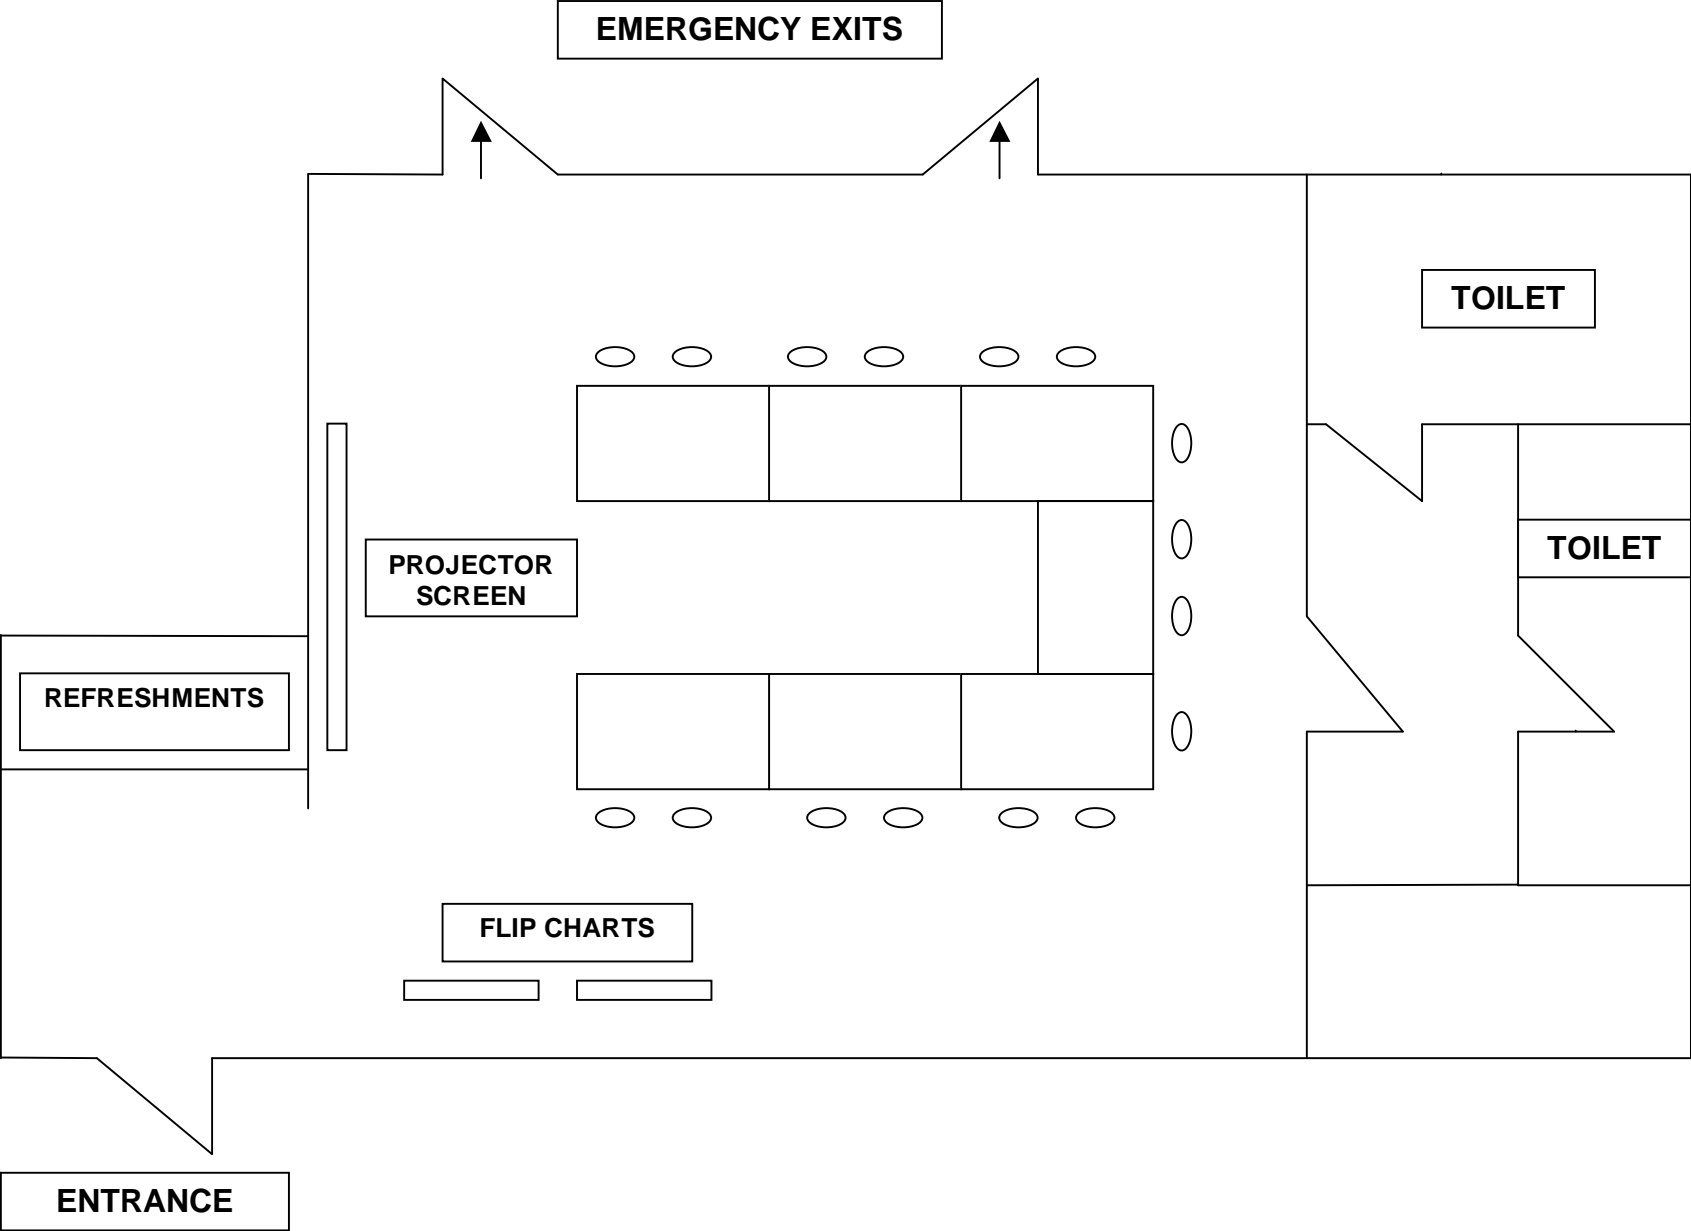 EMERGENCY EXITS
TOILET
TOILET
PROJECTOR
SCREEN
REFRESHMENTS
FLIP CHARTS
ENTRANCE